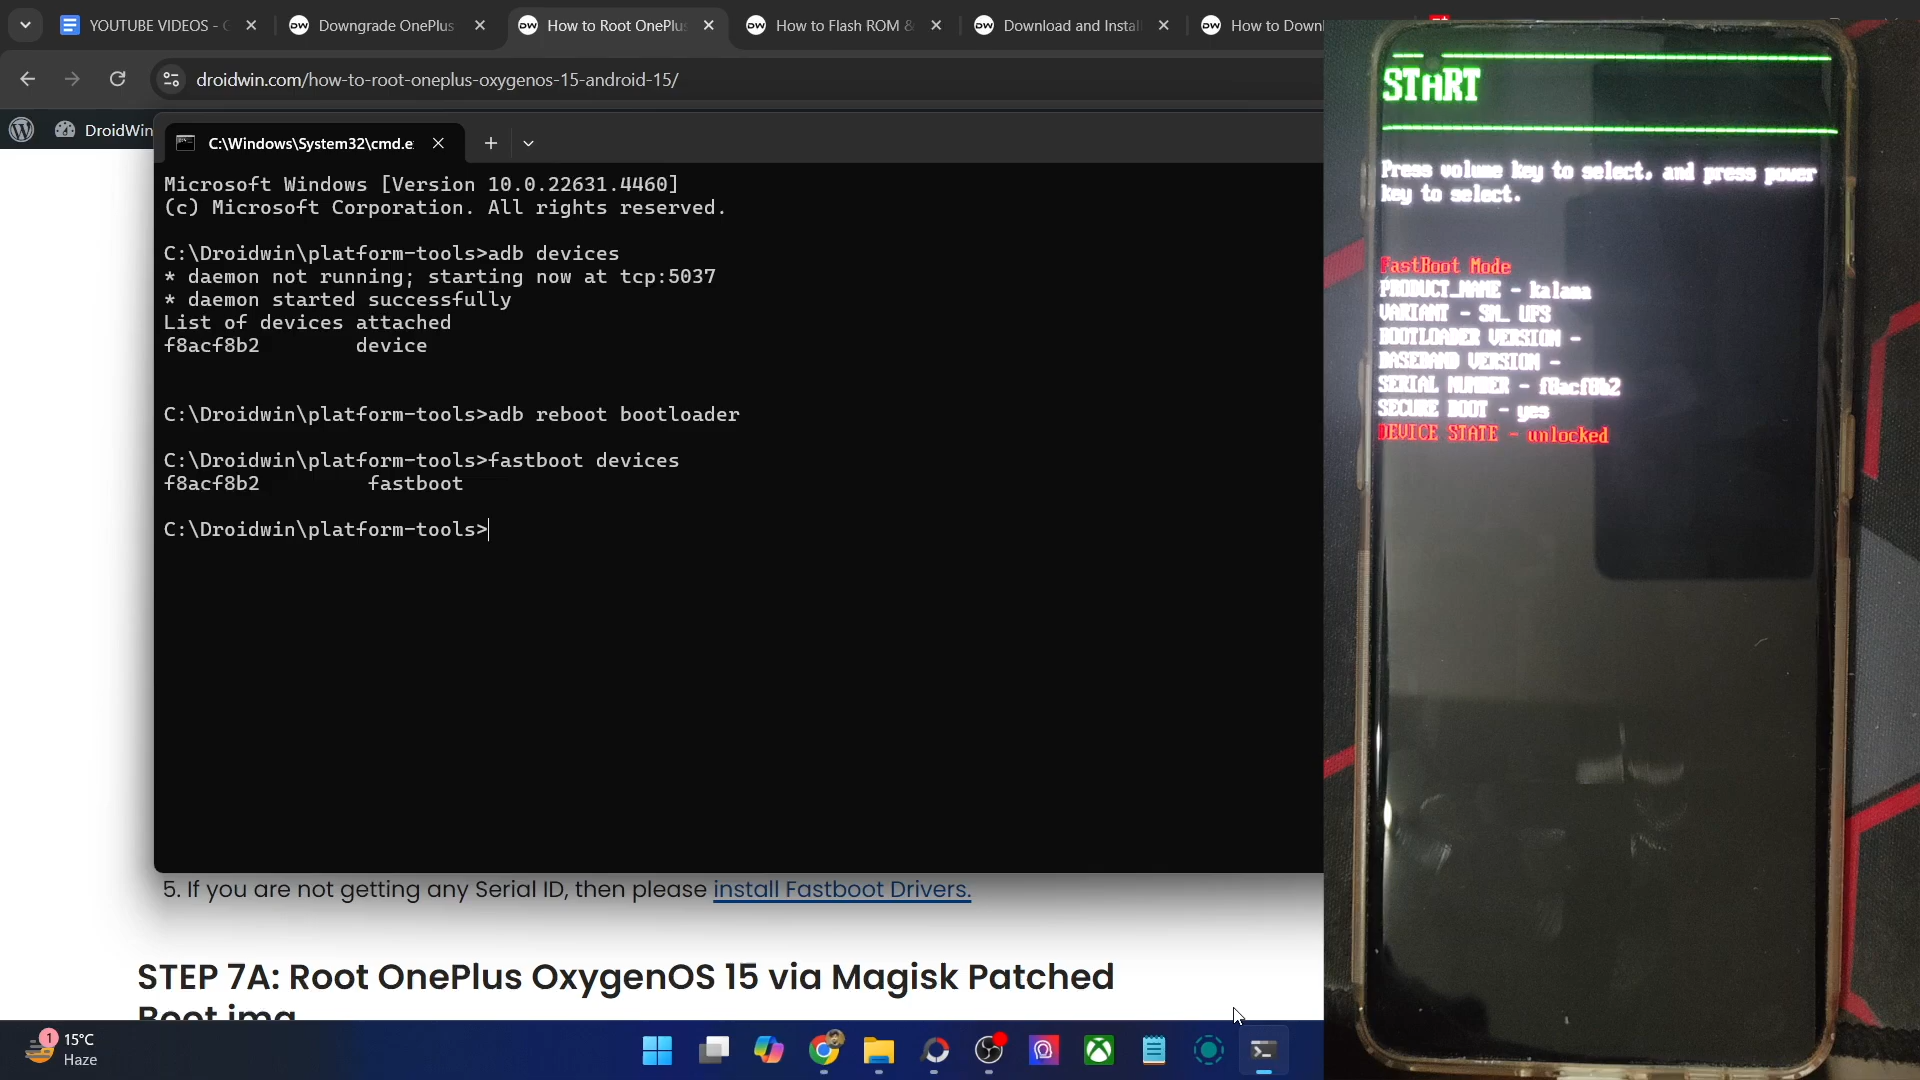 YOUTUBE VIDEOS -
Downgrade OnePlus
How to Root OnePlus
How to Flash ROM &
Download and Install
How to Down
droidwin.com/how-to-root-oneplus-oxygenos-15-android-15/
DroidWin
C:\Windows\System32\cmd.e
Microsoft Windows [Version 10.0.22631.4460]
(c) Microsoft Corporation. All rights reserved.
C:\Droidwin\platform-tools>adb devices
* daemon not running; starting now at tcp:5037
* daemon started successfully
List of devices attached
f8acf8b2 device
C:\Droidwin\platform-tools>adb reboot bootloader
C:\Droidwin\platform-tools>fastboot devices
f8acf8b2 fastboot
C:\Droidwin\platform-tools>
5. If you are not getting any Serial ID, then please install Fastboot Drivers.
STEP 7A: Root OnePlus OxygenOS 15 via Magisk Patched
Boot.img
1
15°C
Haze
START
Press volume key to select, and press power
key to select.
FastBoot Mode
PRODUCT_NAME - kalama
VARIANT - SM_ UFS
BOOTLOADER VERSION -
BASEBAND VERSION -
SERIAL NUMBER - f8acf8b2
SECURE BOOT - yes
DEVICE STATE - unlocked